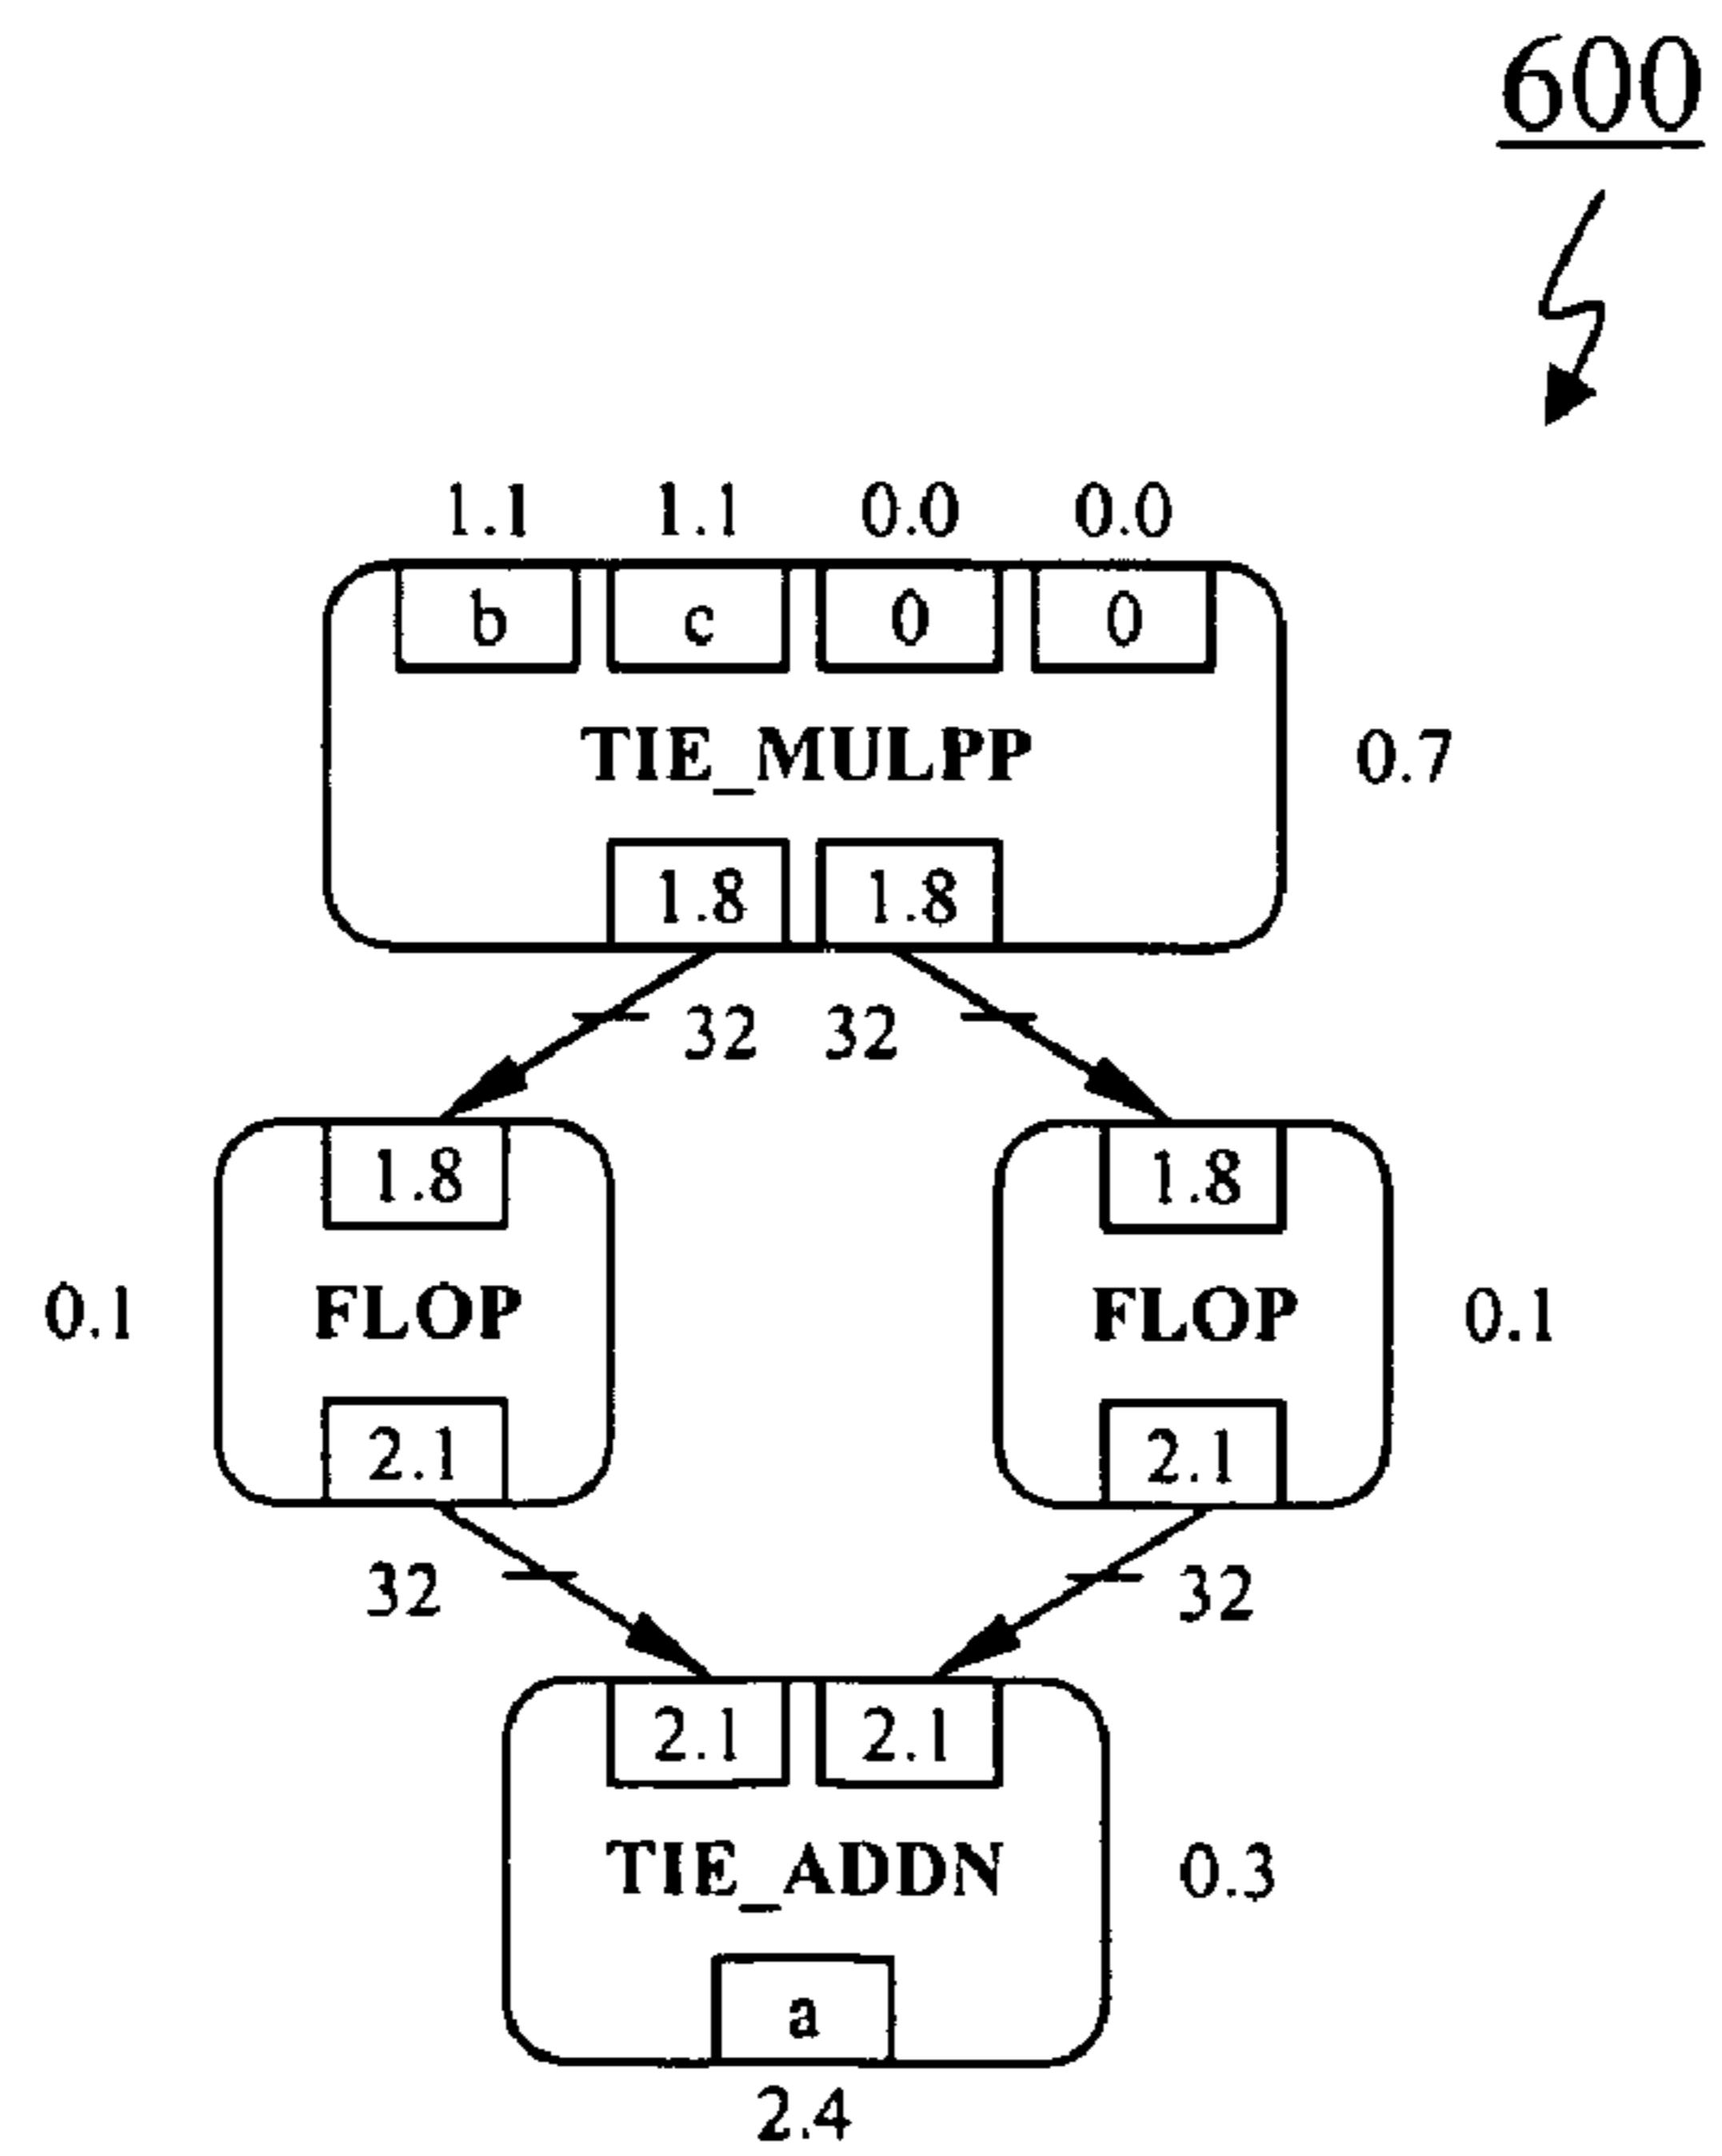 600
1.1 1.1 0.0 0.0
b c 0 0
TIE_MULPP 0.7
1.8 1.8
32 32
1.8 1.8
0.1 FLOP FLOP 0.1
2.1 2.1
32 32
2.1 2.1
TIE_ADDN 0.3
a
2.4